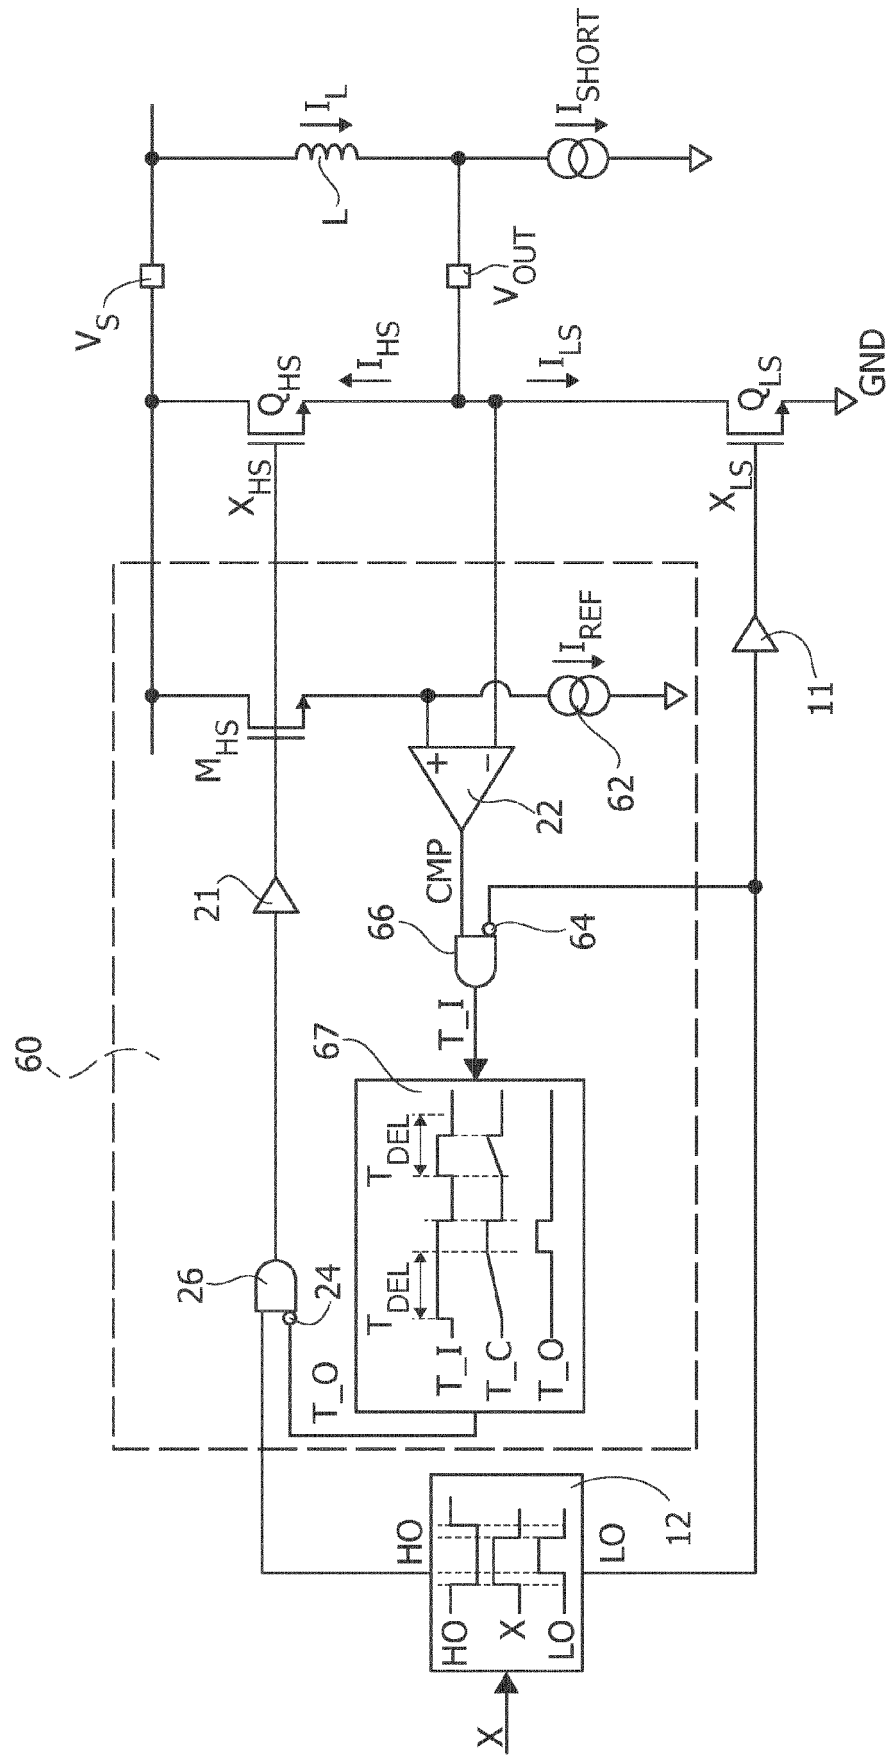 X
HO
X
LO
HO
LO
12
60
26
24
T_O
21
T_DEL
T_DEL
T_I
T_C
T_O
67
T_I
66
64
CMP
22
+
−
62
I_REF
M_HS
11
X_HS
Q_HS
X_LS
Q_LS
GND
V_S
I_HS
I_LS
V_OUT
L
I_L
I_SHORT